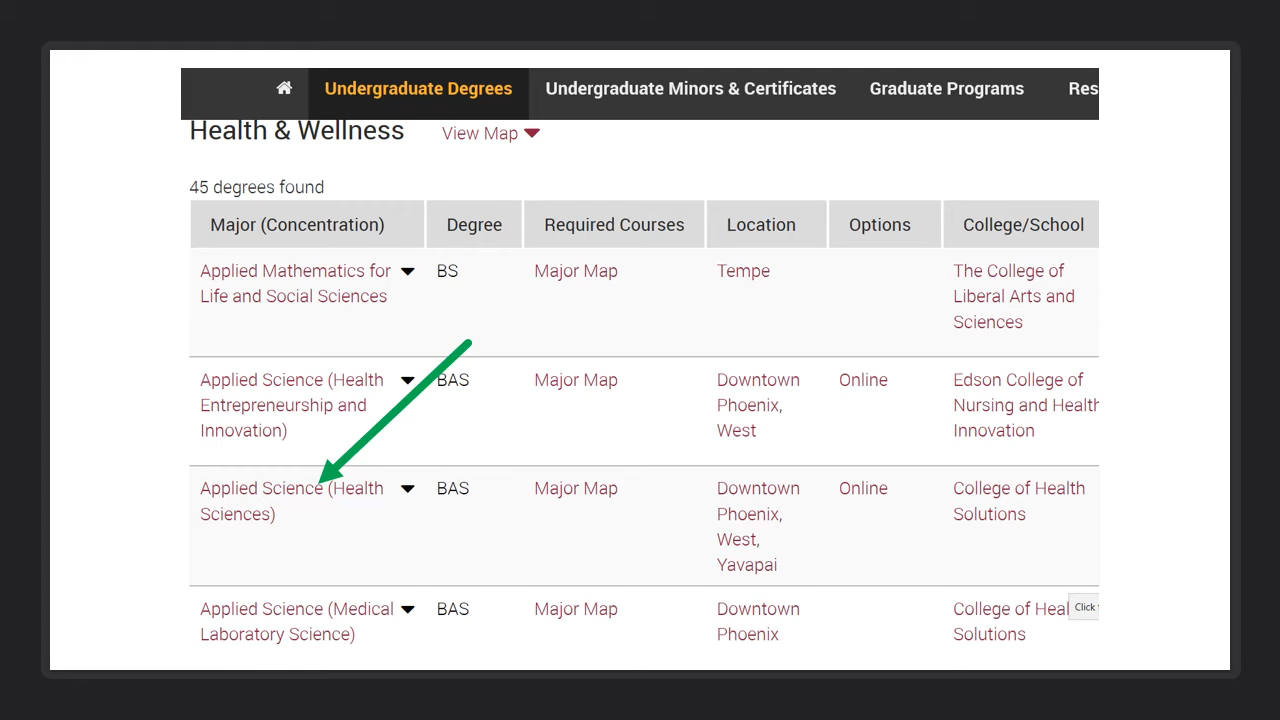 Undergraduate Degrees Undergraduate Minors & Certificates Graduate Programs Res
Health & Wellness View Map
45 degrees found
Major (Concentration) Degree Required Courses Location Options College/School
Applied Mathematics for BS Major Map Tempe The College of
Life and Social Sciences Liberal Arts and
Sciences
Applied Science (Health BAS Major Map Downtown Online Edson College of
Entrepreneurship and Phoenix, Nursing and Health
Innovation) West Innovation
Applied Science (Health BAS Major Map Downtown Online College of Health
Sciences) Phoenix, Solutions
West,
Yavapai
Applied Science (Medical BAS Major Map Downtown College of Heal Click
Laboratory Science) Phoenix Solutions